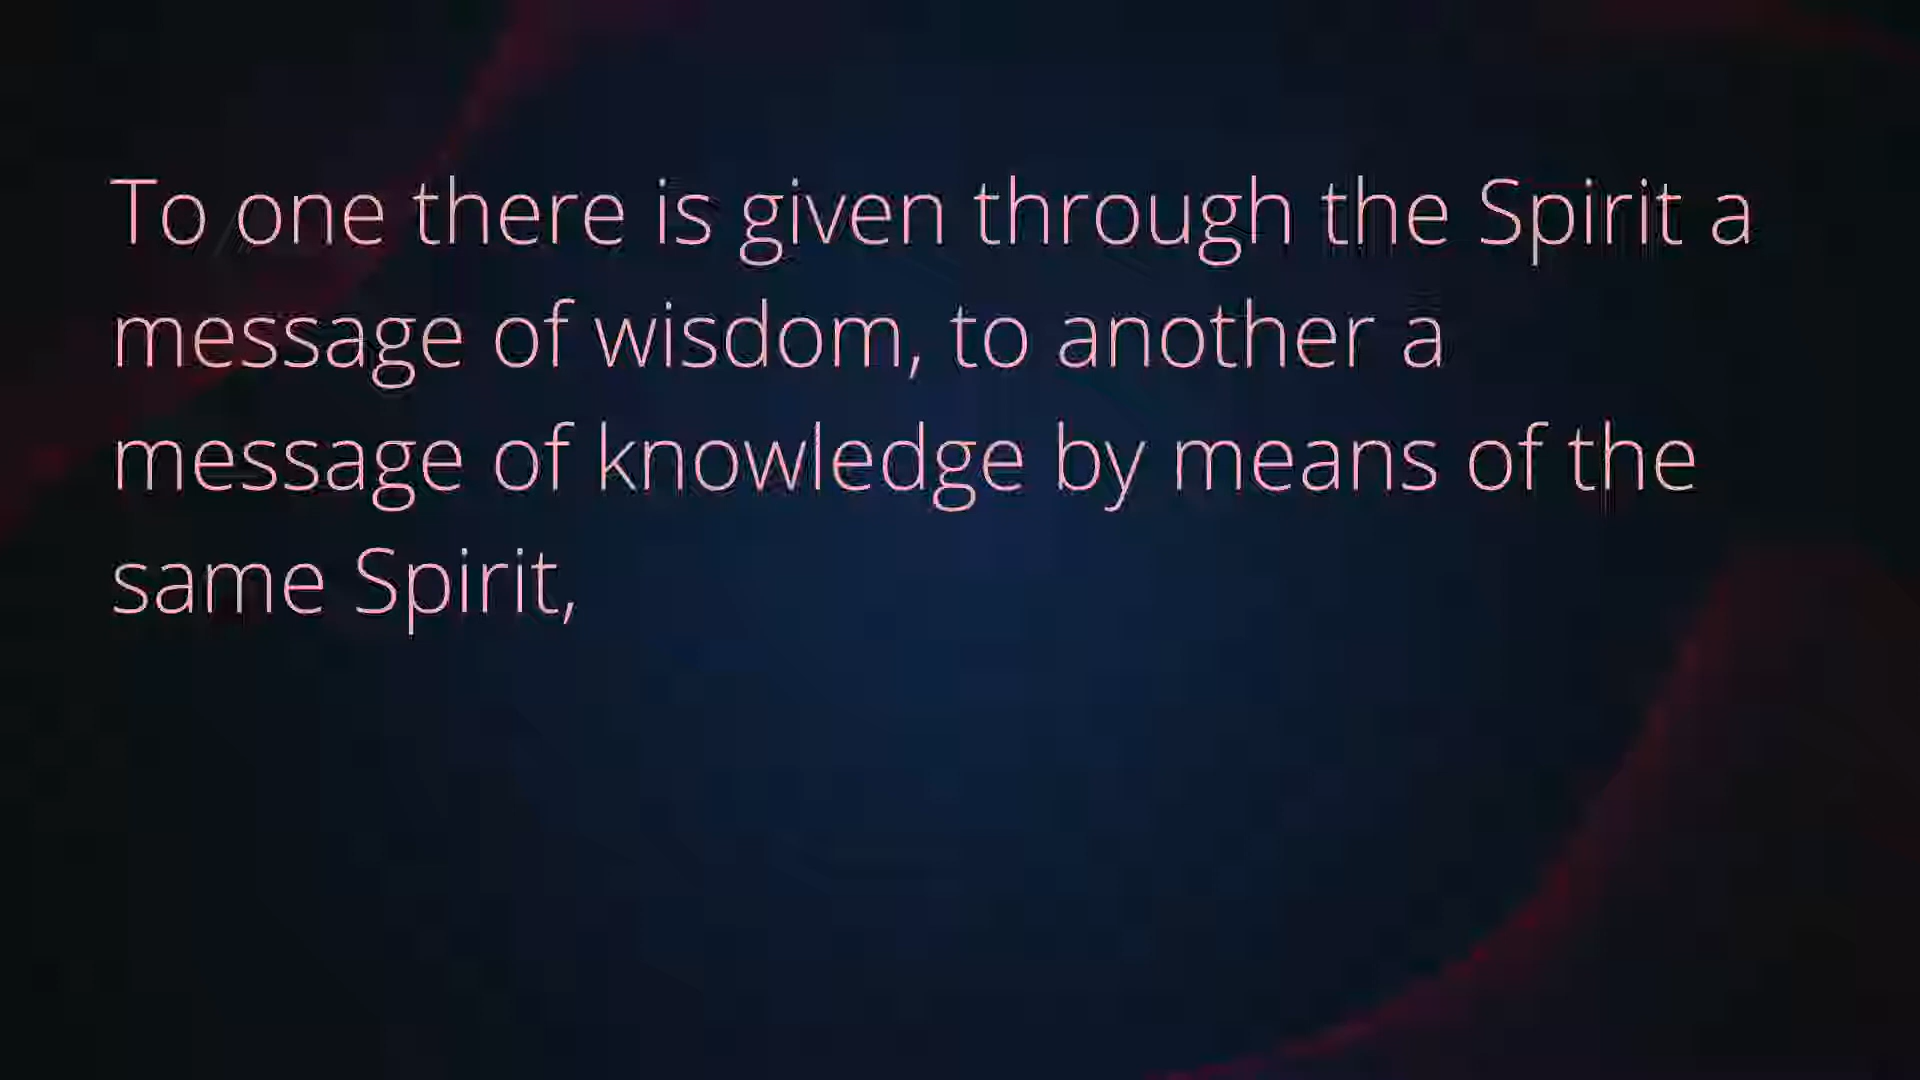 To one there is given through the Spirit a
message of wisdom, to another a
message of knowledge by means of the
same Spirit,